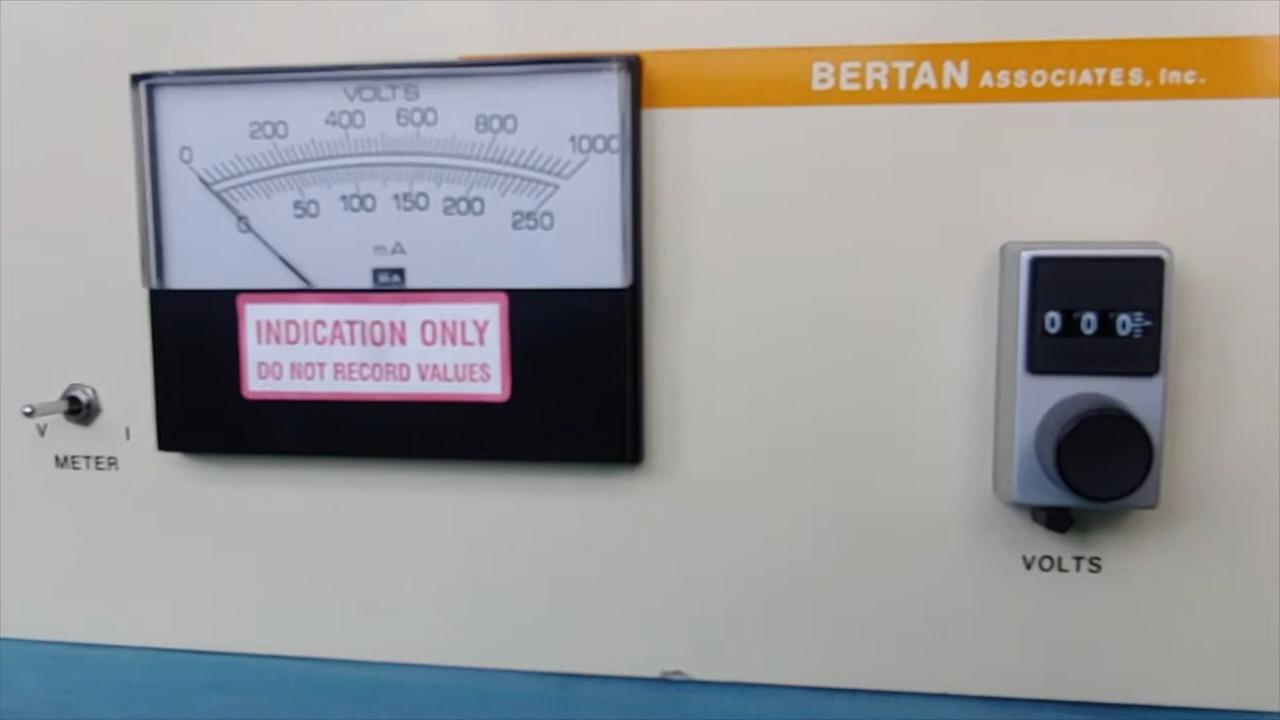 BERTAN ASSOCIATES, Inc.
VOLTS
0 200 400 600 800 1000
0 50 100 150 200 250
mA
INDICATION ONLY
DO NOT RECORD VALUES
V I
METER
0 0 0
VOLTS